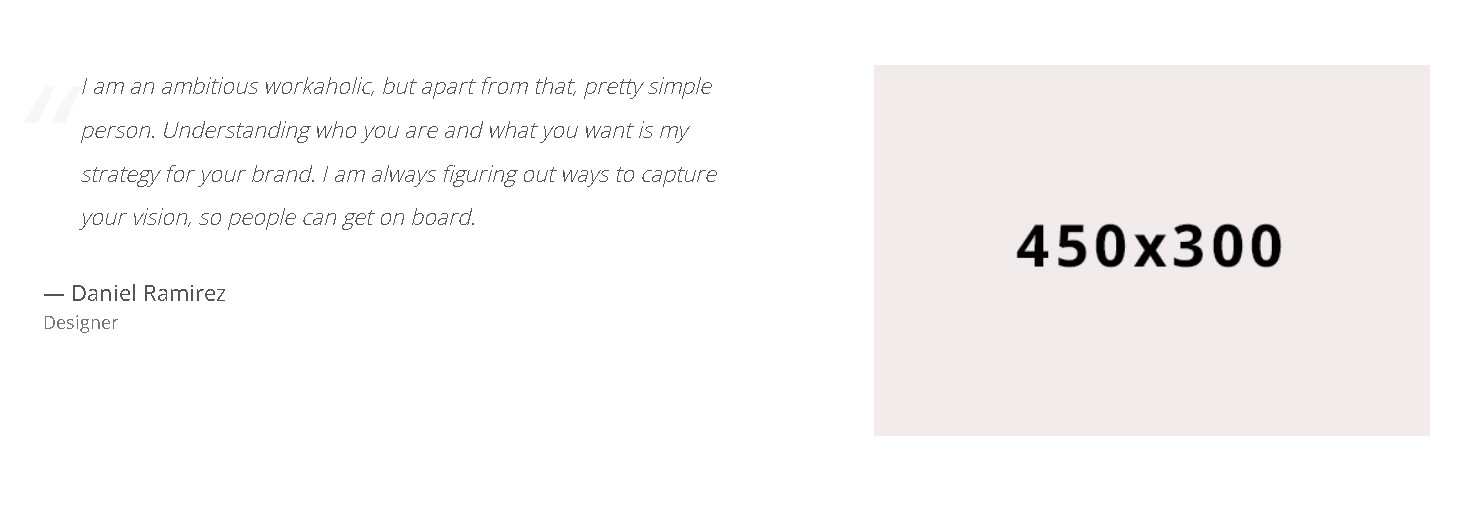 I am an ambitious workaholic, but apart from that, pretty simple
person. Understanding who you are and what you want is my
strategy for your brand. I am always figuring out ways to capture
your vision, so people can get on board.
— Daniel Ramirez
Designer
450x300